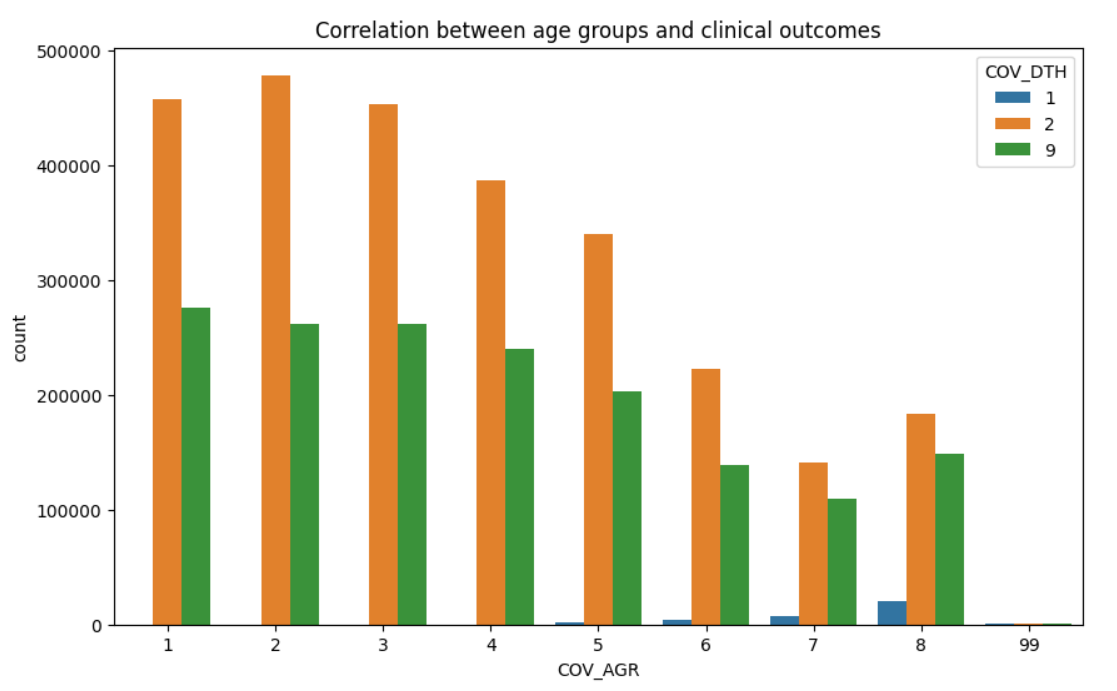 Correlation between age groups and clinical outcomes
500000
400000
300000
200000
100000
0
count
COV_DTH
1
2
9
1 2 3 4 5 6 7 8 99
COV_AGR